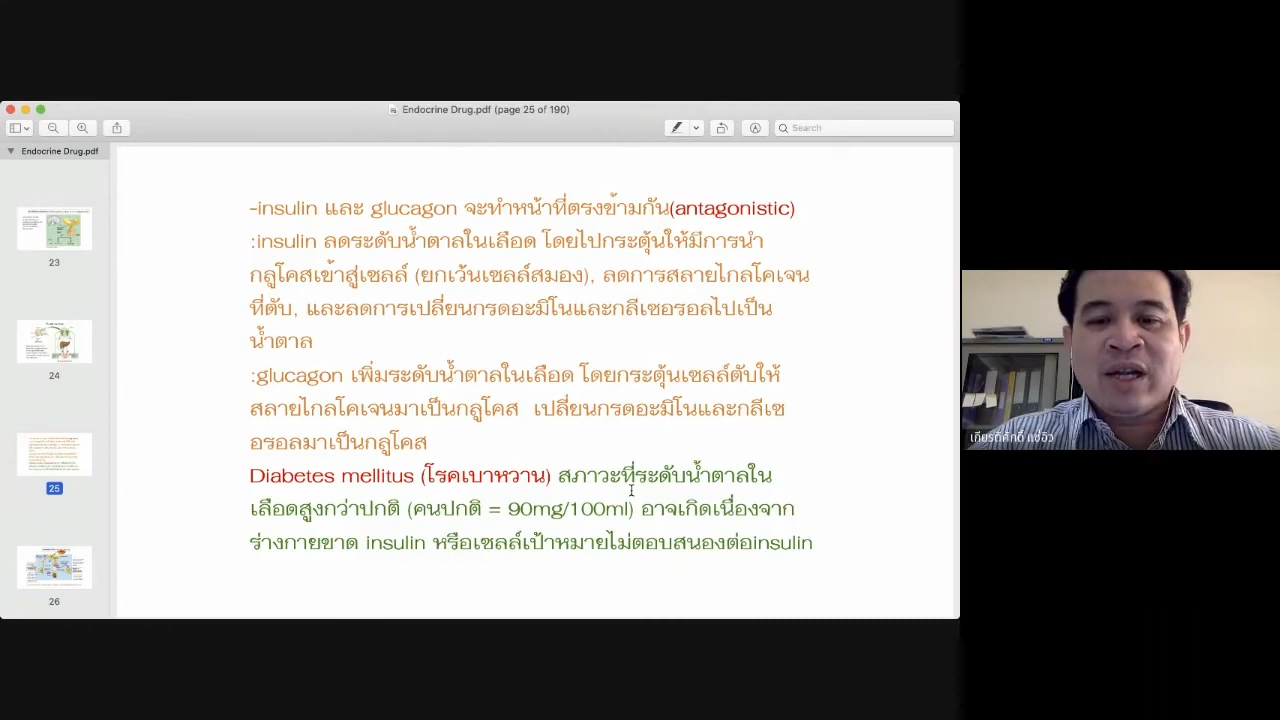 Endocrine Drug.pdf (page 25 of 190)
Search
Endocrine Drug.pdf
23
24
25
26
-insulin และ glucagon จะทำหน้าที่ตรงข้ามกัน(antagonistic)
:insulin ลดระดับน้ำตาลในเลือด โดยไปกระตุ้นให้มีการนำ
กลูโคสเข้าสู่เซลล์ (ยกเว้นเซลล์สมอง), ลดการสลายไกลโคเจน
ที่ตับ, และลดการเปลี่ยนกรดอะมิโนและกลีเซอรอลไปเป็น
น้ำตาล
:glucagon เพิ่มระดับน้ำตาลในเลือด โดยกระตุ้นเซลล์ตับให้
สลายไกลโคเจนมาเป็นกลูโคส เปลี่ยนกรดอะมิโนและกลีเซ
อรอลมาเป็นกลูโคส
Diabetes mellitus (โรคเบาหวาน) สภาวะที่ระดับน้ำตาลใน
เลือดสูงกว่าปกติ (คนปกติ = 90mg/100ml) อาจเกิดเนื่องจาก
ร่างกายขาด insulin หรือเซลล์เป้าหมายไม่ตอบสนองต่อinsulin
เกียรติศักดิ์ แซ่อิว